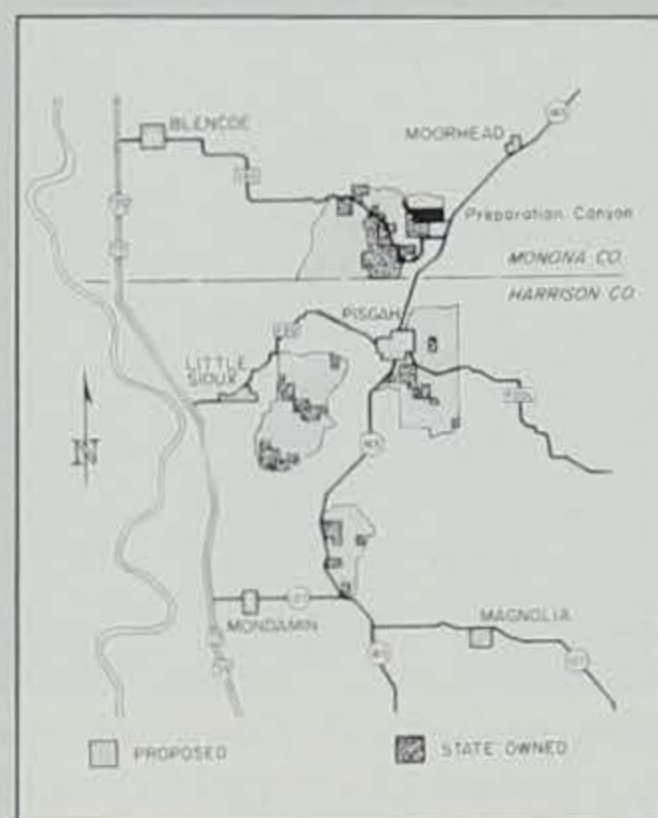 BLENCOE
MOORHEAD
Preparation Canyon
MONONA CO.
HARRISON CO.
PISGAH
LITTLE
SIOUX
N
MONDAMIN
MAGNOLIA
PROPOSED
STATE OWNED